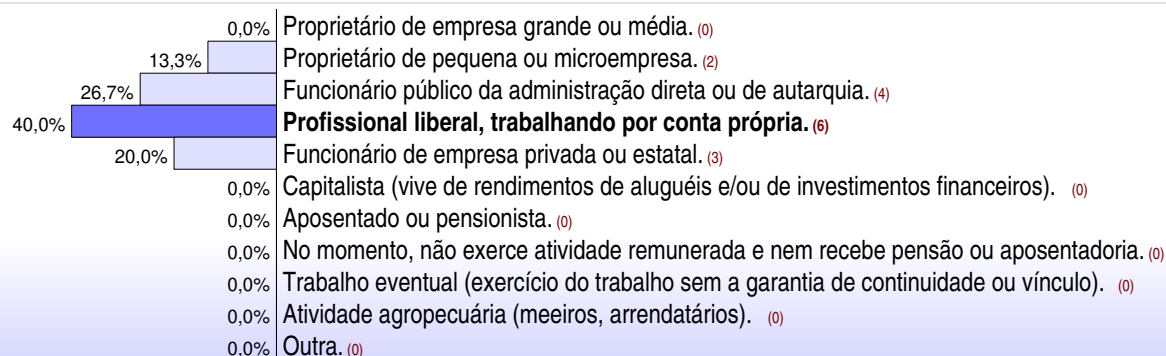 0,0% Proprietário de empresa grande ou média. (0)
13,3% Proprietário de pequena ou microempresa. (2)
26,7% Funcionário público da administração direta ou de autarquia. (4)
40,0% Profissional liberal, trabalhando por conta própria. (6)
20,0% Funcionário de empresa privada ou estatal. (3)
0,0% Capitalista (vive de rendimentos de aluguéis e/ou de investimentos financeiros). (0)
0,0% Aposentado ou pensionista. (0)
0,0% No momento, não exerce atividade remunerada e nem recebe pensão ou aposentadoria. (0)
0,0% Trabalho eventual (exercício do trabalho sem a garantia de continuidade ou vínculo). (0)
0,0% Atividade agropecuária (meeiros, arrendatários). (0)
0,0% Outra. (0)